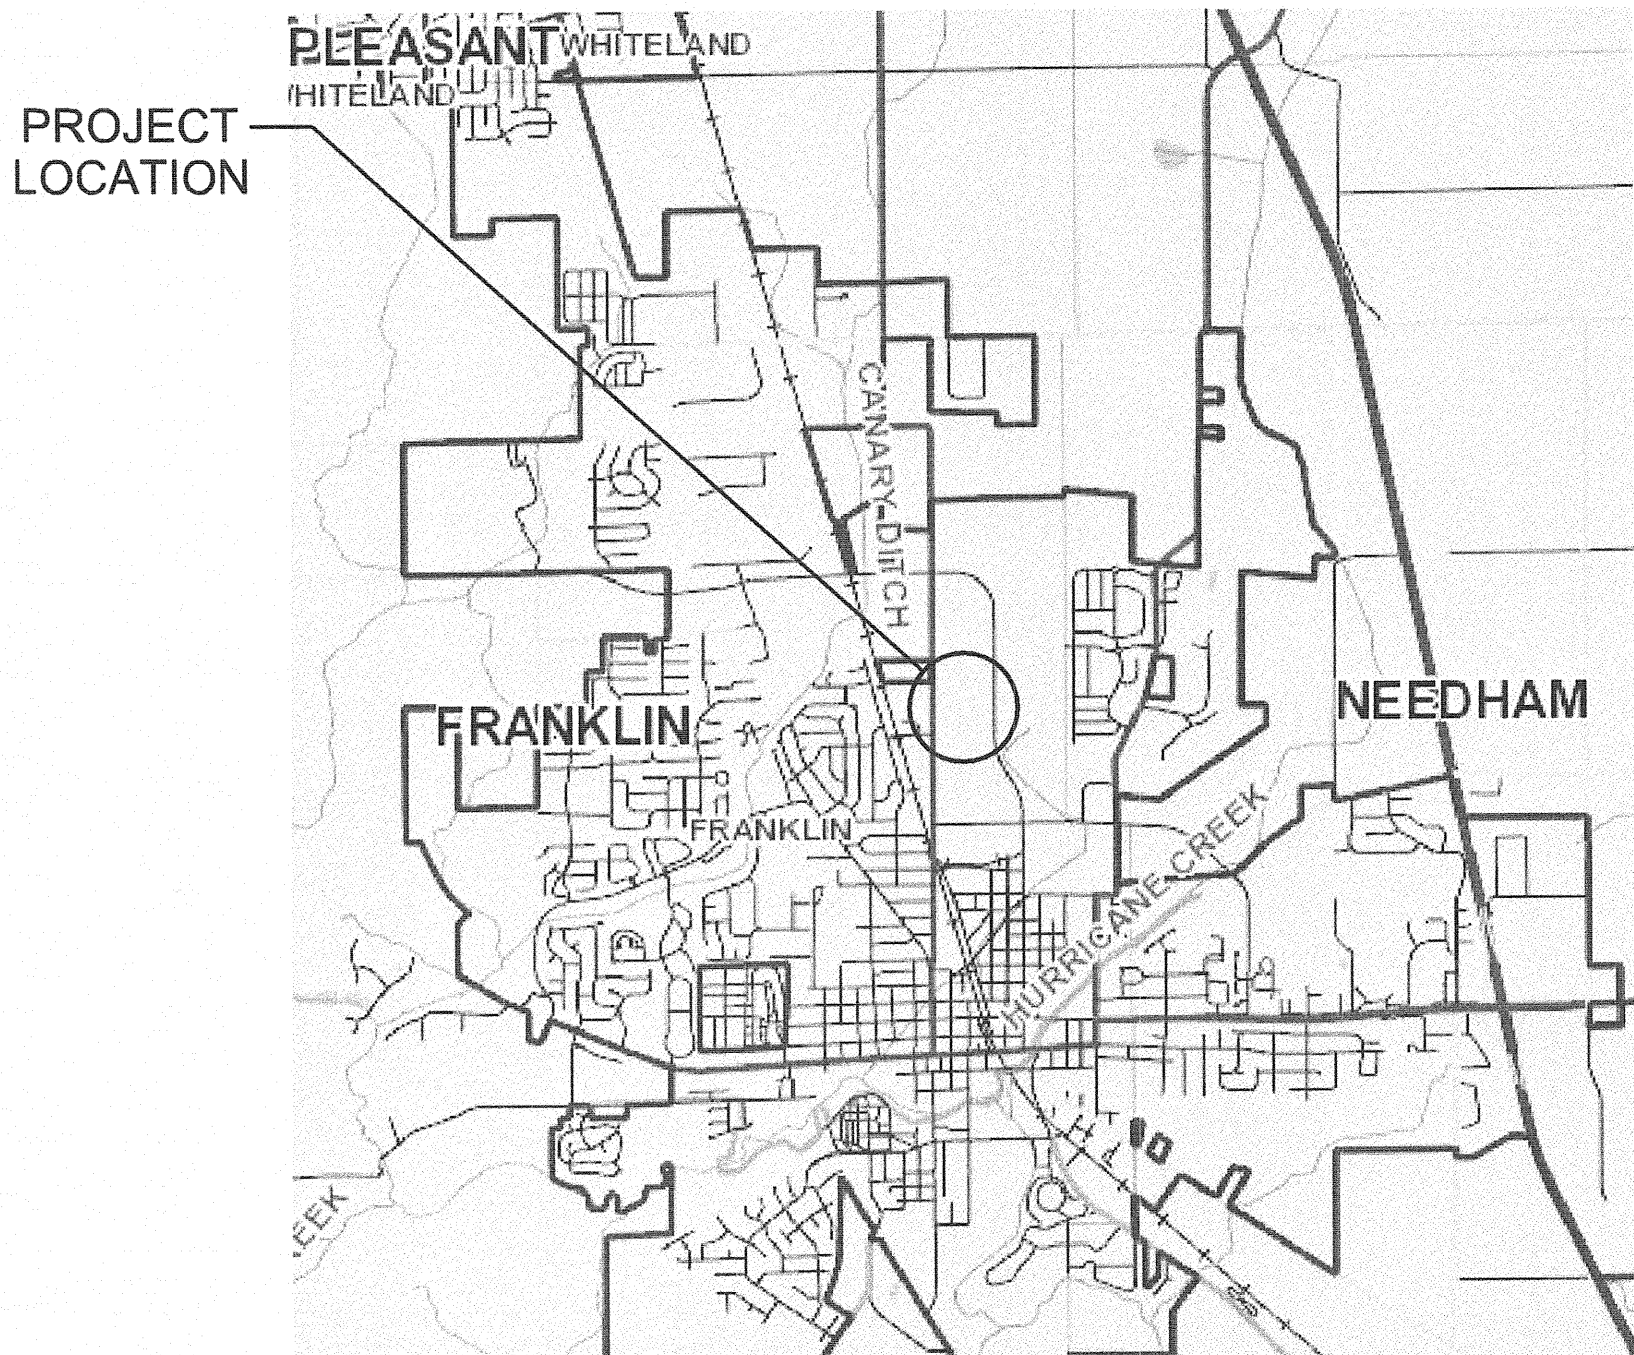 PLEASANT
WHITELAND
WHITELAND
PROJECT
LOCATION
CANARY-DITCH
FRANKLIN
NEEDHAM
FRANKLIN
HURRICANE CREEK
EEK